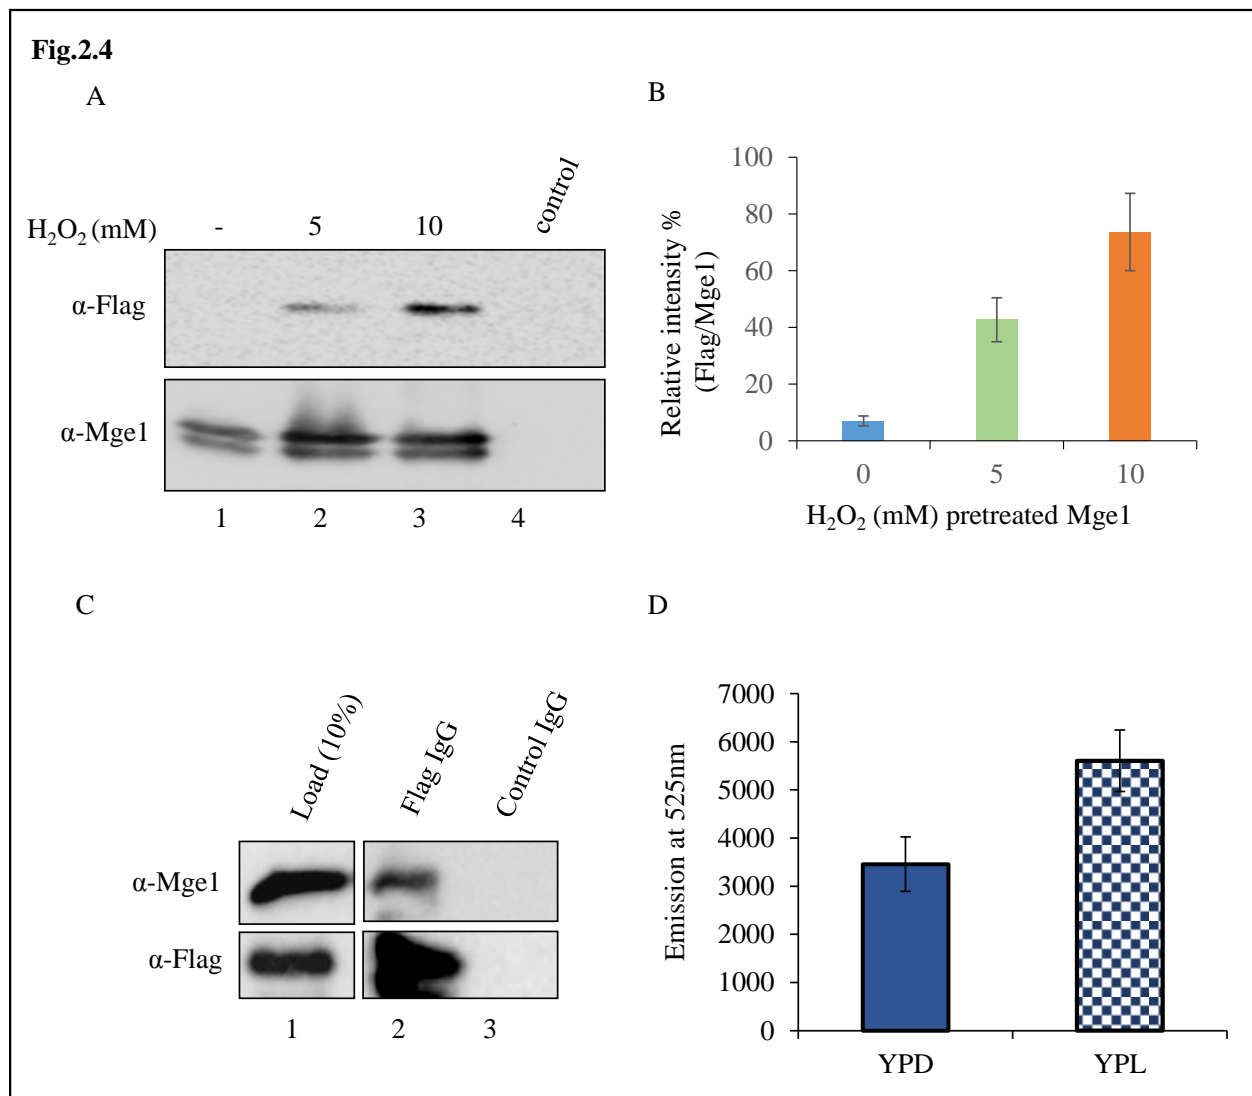 Fig.2.4
A
H₂O₂ (mM) - 5 10 control
α-Flag
α-Mge1
1 2 3 4
B
Relative intensity %
(Flag/Mge1)
100
80
60
40
20
0
0 5 10
H₂O₂ (mM) pretreated Mge1
C
Load (10%) Flag IgG Control IgG
α-Mge1
α-Flag
1 2 3
D
Emission at 525nm
7000
6000
5000
4000
3000
2000
1000
0
YPD YPL